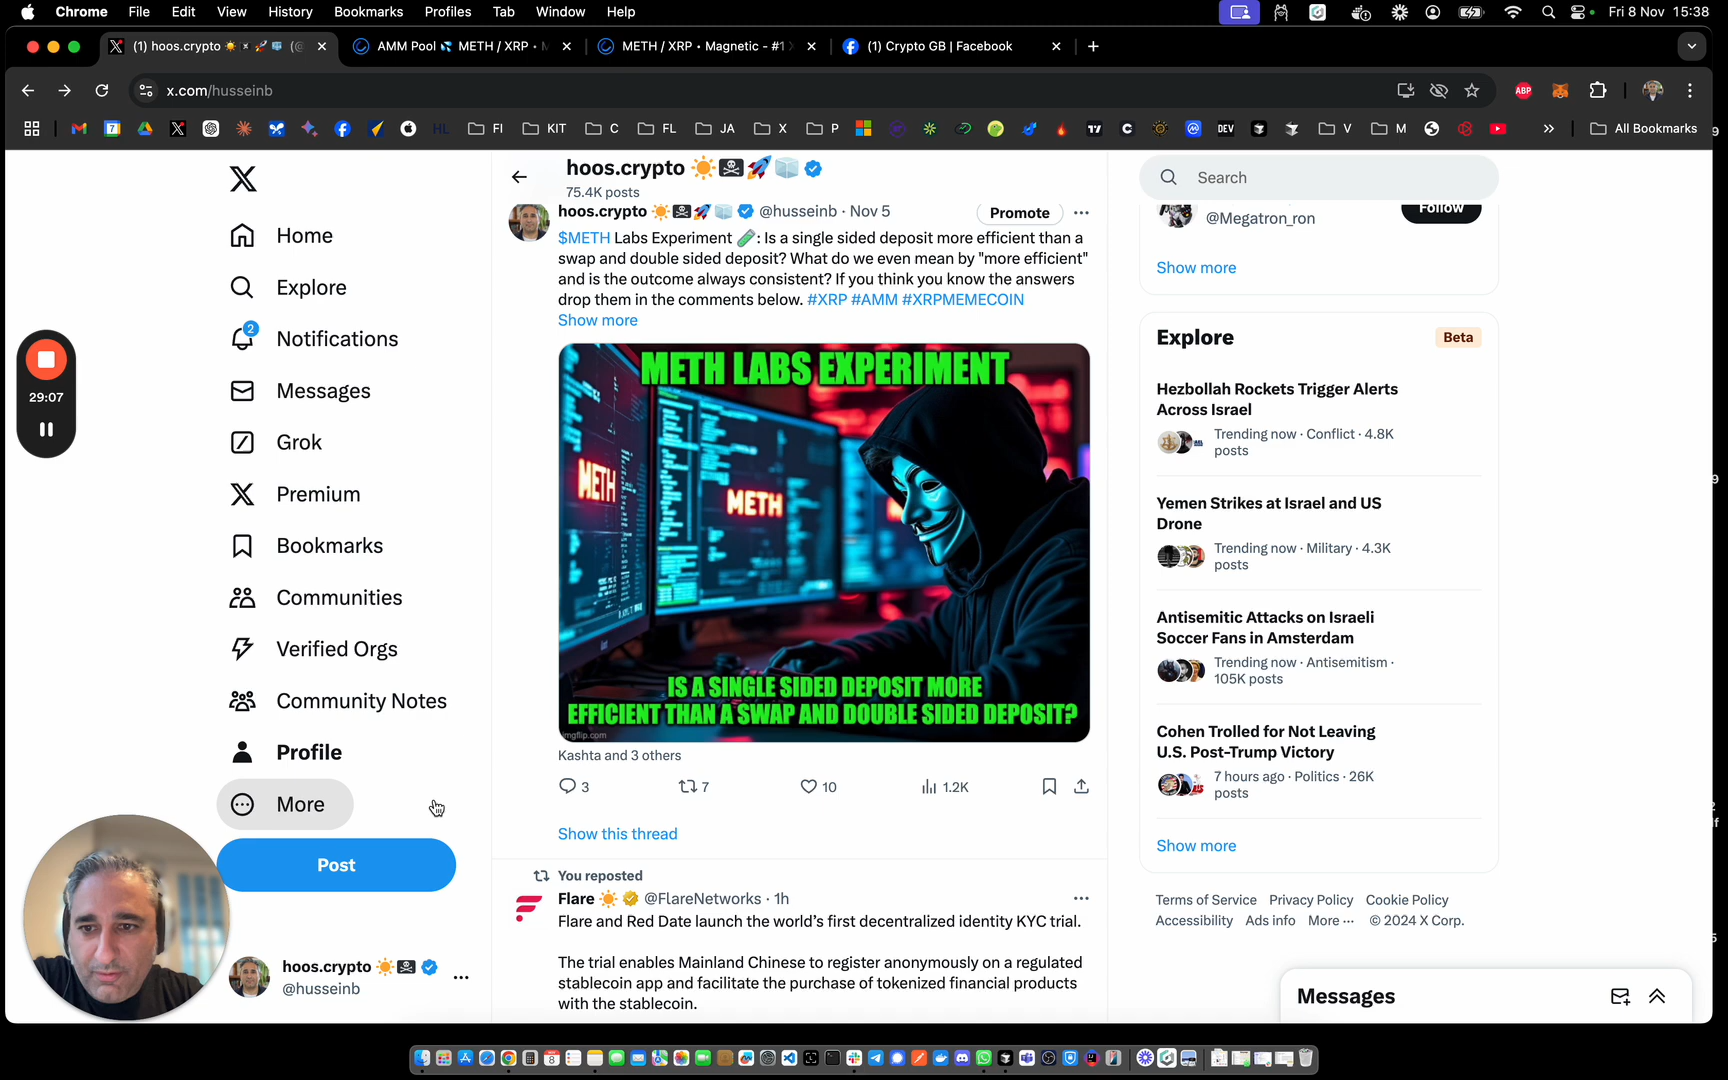 Chrome File Edit View History Bookmarks Profiles Tab Window Help
Fri 8 Nov 15:38
(1) hoos.crypto
AMM Pool METH / XRP •
METH / XRP • Magnetic - #1
(1) Crypto GB | Facebook
x.com/husseinb
FI KIT C FL JA X P V M
All Bookmarks
hoos.crypto
75.4K posts
Home
Explore
2
Notifications
Messages
Grok
Premium
Bookmarks
Communities
Verified Orgs
Community Notes
Profile
More
Post
hoos.crypto
@husseinb
29:07
hoos.crypto @husseinb · Nov 5
Promote
$METH Labs Experiment : Is a single sided deposit more efficient than a
swap and double sided deposit? What do we even mean by "more efficient"
and is the outcome always consistent? If you think you know the answers
drop them in the comments below. #XRP #AMM #XRPMEMECOIN
Show more
METH LABS EXPERIMENT
METH
METH
IS A SINGLE SIDED DEPOSIT MORE
EFFICIENT THAN A SWAP AND DOUBLE SIDED DEPOSIT?
imgflip.com
Kashta and 3 others
3 7 10 1.2K
Show this thread
You reposted
Flare @FlareNetworks · 1h
Flare and Red Date launch the world's first decentralized identity KYC trial.
The trial enables Mainland Chinese to register anonymously on a regulated
stablecoin app and facilitate the purchase of tokenized financial products
with the stablecoin.
Search
@Megatron_ron
Follow
Show more
Explore
Beta
Hezbollah Rockets Trigger Alerts
Across Israel
Trending now · Conflict · 4.8K
posts
Yemen Strikes at Israel and US
Drone
Trending now · Military · 4.3K
posts
Antisemitic Attacks on Israeli
Soccer Fans in Amsterdam
Trending now · Antisemitism ·
105K posts
Cohen Trolled for Not Leaving
U.S. Post-Trump Victory
7 hours ago · Politics · 26K
posts
Show more
Terms of Service Privacy Policy Cookie Policy
Accessibility Ads info More ··· © 2024 X Corp.
Messages